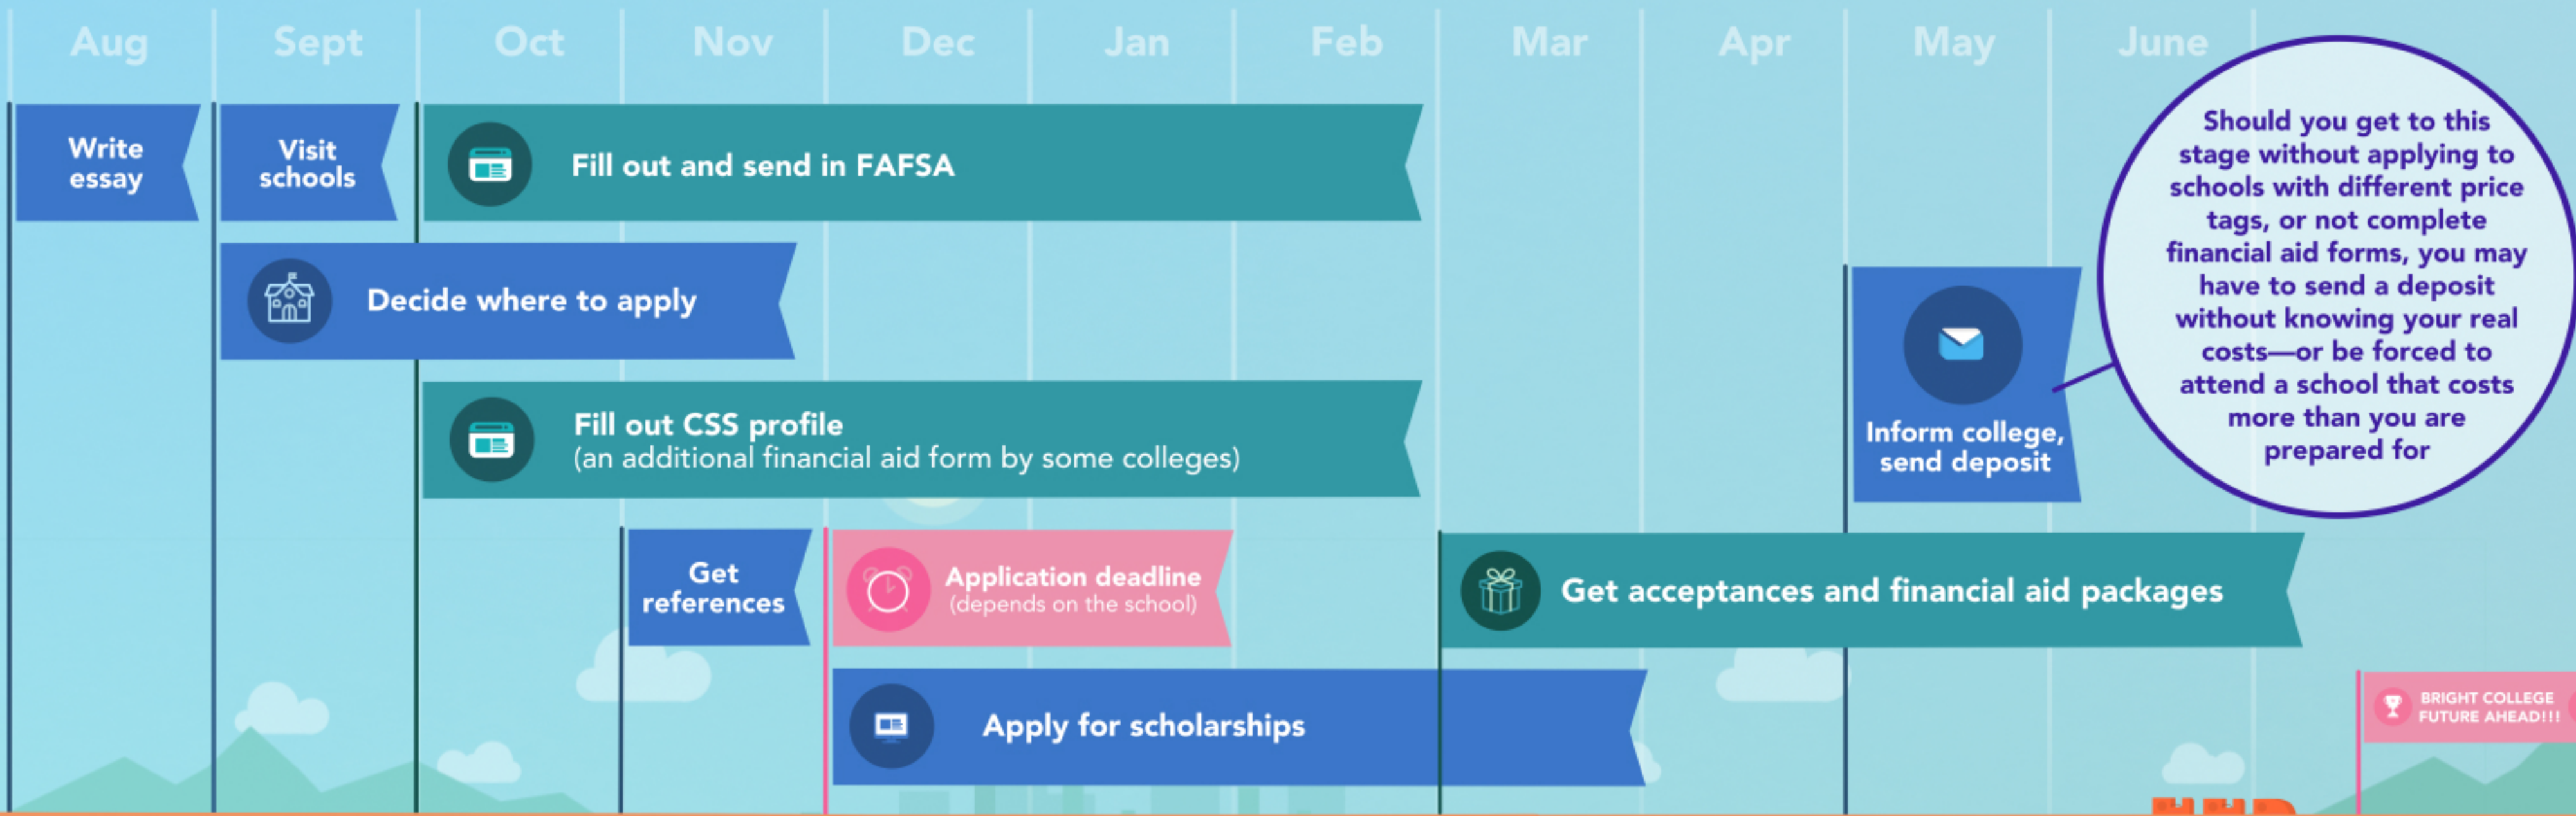 Aug
Sept
Oct
Nov
Dec
Jan
Feb
Mar
Apr
May
June
Write
essay
Visit
schools
Fill out and send in FAFSA
Decide where to apply
Fill out CSS profile
(an additional financial aid form by some colleges)
Get
references
Application deadline
(depends on the school)
Apply for scholarships
Get acceptances and financial aid packages
Inform college,
send deposit
Should you get to this
stage without applying to
schools with different price
tags, or not complete
financial aid forms, you may
have to send a deposit
without knowing your real
costs—or be forced to
attend a school that costs
more than you are
prepared for
BRIGHT COLLEGE
FUTURE AHEAD!!!